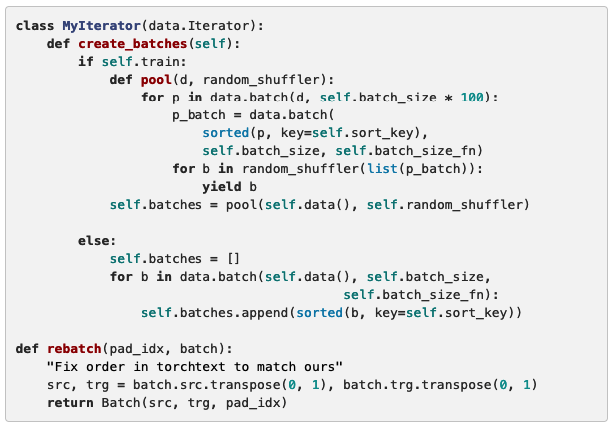 class MyIterator(data.Iterator):
    def create_batches(self):
        if self.train:
            def pool(d, random_shuffler):
                for p in data.batch(d, self.batch_size * 100):
                    p_batch = data.batch(
                        sorted(p, key=self.sort_key),
                        self.batch_size, self.batch_size_fn)
                    for b in random_shuffler(list(p_batch)):
                        yield b
            self.batches = pool(self.data(), self.random_shuffler)

        else:
            self.batches = []
            for b in data.batch(self.data(), self.batch_size,
                                          self.batch_size_fn):
                self.batches.append(sorted(b, key=self.sort_key))

def rebatch(pad_idx, batch):
    "Fix order in torchtext to match ours"
    src, trg = batch.src.transpose(0, 1), batch.trg.transpose(0, 1)
    return Batch(src, trg, pad_idx)